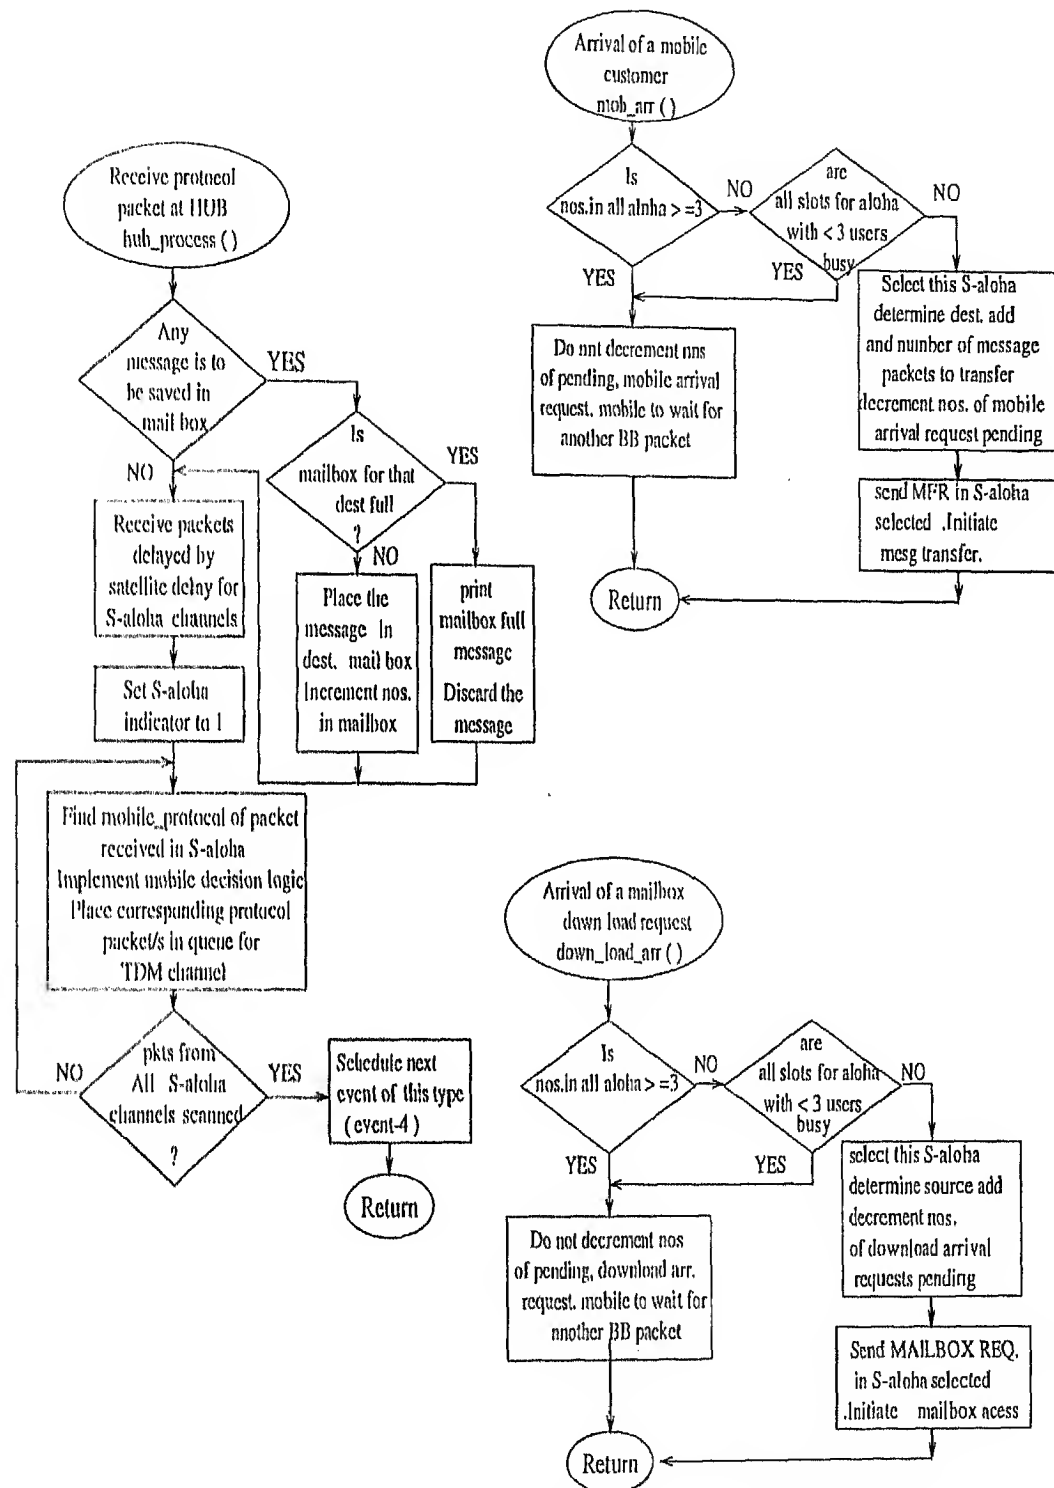 Receive protocol
packet at HUB
hub_process ( )
Any
message is to
be saved in
mail box
YES
NO
Is
mailbox for that
dest full
?
YES
NO
Place the
message In
dest. mail box
Increment nos.
in mailbox
print
mailbox full
message
Discard the
message
Receive packets
delayed by
satellite delay for
S-aloha channels
Set S-aloha
indicator to 1
Find mobile_protocol of packet
received in S-aloha
Implement mobile decision logic
Place corresponding protocol
packet/s in queue for
TDM channel
pkts from
All S-aloha
channels scanned
?
NO
YES
Schedule next
event of this type
( event-4 )
Return
Arrival of a mobile
customer
mob_arr ( )
Is
nos.in all alnha > =3
NO
YES
are
all slots for aloha
with < 3 users
busy
NO
YES
Do nnt decrement nns
of pending, mobile arrival
request. mobile to wait for
another BB packet
Select this S-aloha
determine dest. add
and number of message
packets to transfer
decrement nos. of mobile
arrival request pending
send MFR in S-aloha
selected .Initiate
mesg transfer.
Return
Arrival of a mailbox
down load request
down_load_arr ( )
Is
nos.In all aloha > =3
NO
YES
are
all slots for aloha
with < 3 users
busy
NO
YES
Do not decrement nos
of pending, download arr.
request. mobile to wait for
annother BB packet
select this S-aloha
determine source add
decrement nos.
of download arrival
requests pending
Send MAILBOX REQ.
in S-aloha selected
.Initiate mailbox acess
Return